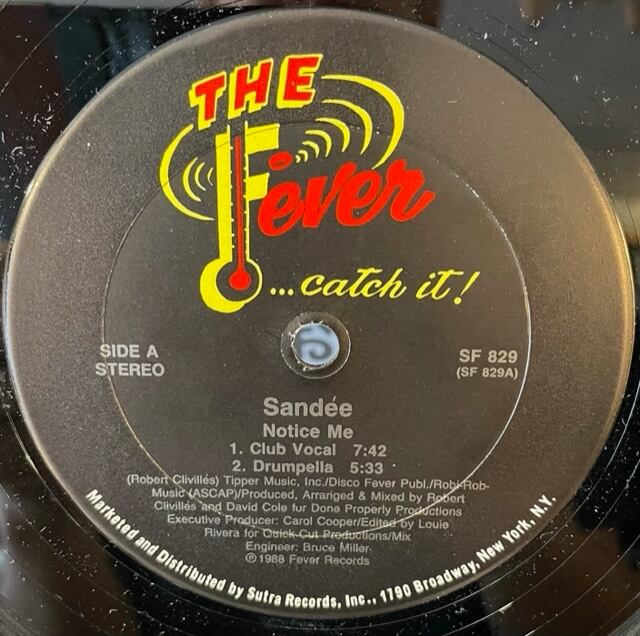 THE
Fever
...catch it!
SIDE A
STEREO
SF 829
(SF 829A)
Sandée
Notice Me
1. Club Vocal 7:42
2. Drumpella 5:33
(Robert Clivillés) Tipper Music, Inc./Disco Fever Publ./Robi-Rob-
Music (ASCAP)/Produced, Arranged & Mixed by Robert
Clivillés and David Cole for Done Properly Productions
Executive Producer: Carol Cooper/Edited by Louie
Rivera for Quick Cut Productions/Mix
Engineer: Bruce Miller
℗ 1988 Fever Records
Marketed and Distributed by Sutra Records, Inc., 1790 Broadway, New York, N.Y.